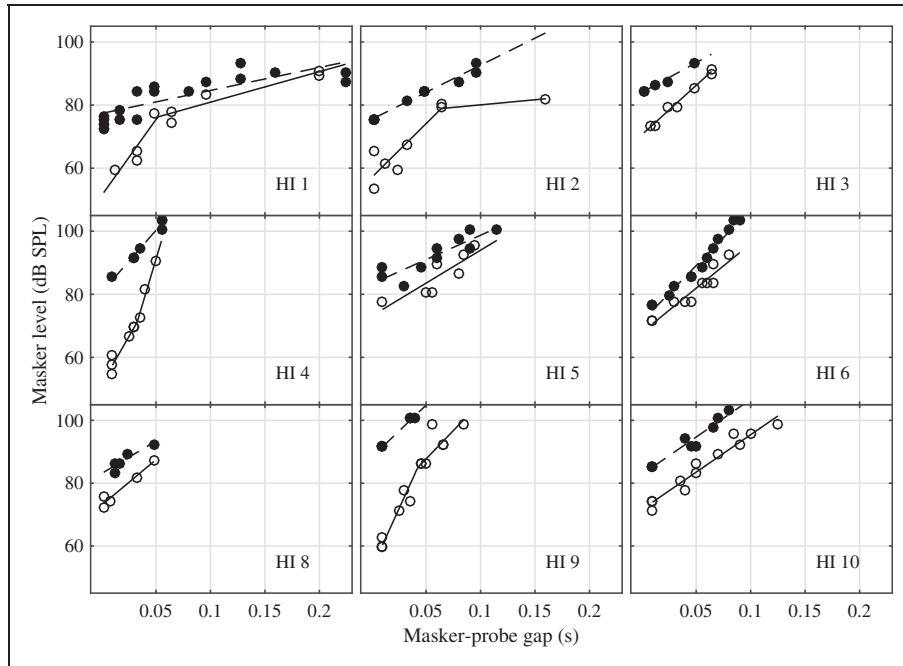 100
80
60
HI 1
HI 2
HI 3
Masker level (dB SPL)
100
80
60
HI 4
HI 5
HI 6
100
80
60
HI 8
HI 9
HI 10
0.05 0.1 0.15 0.2
0.05 0.1 0.15 0.2
0.05 0.1 0.15 0.2
Masker-probe gap (s)